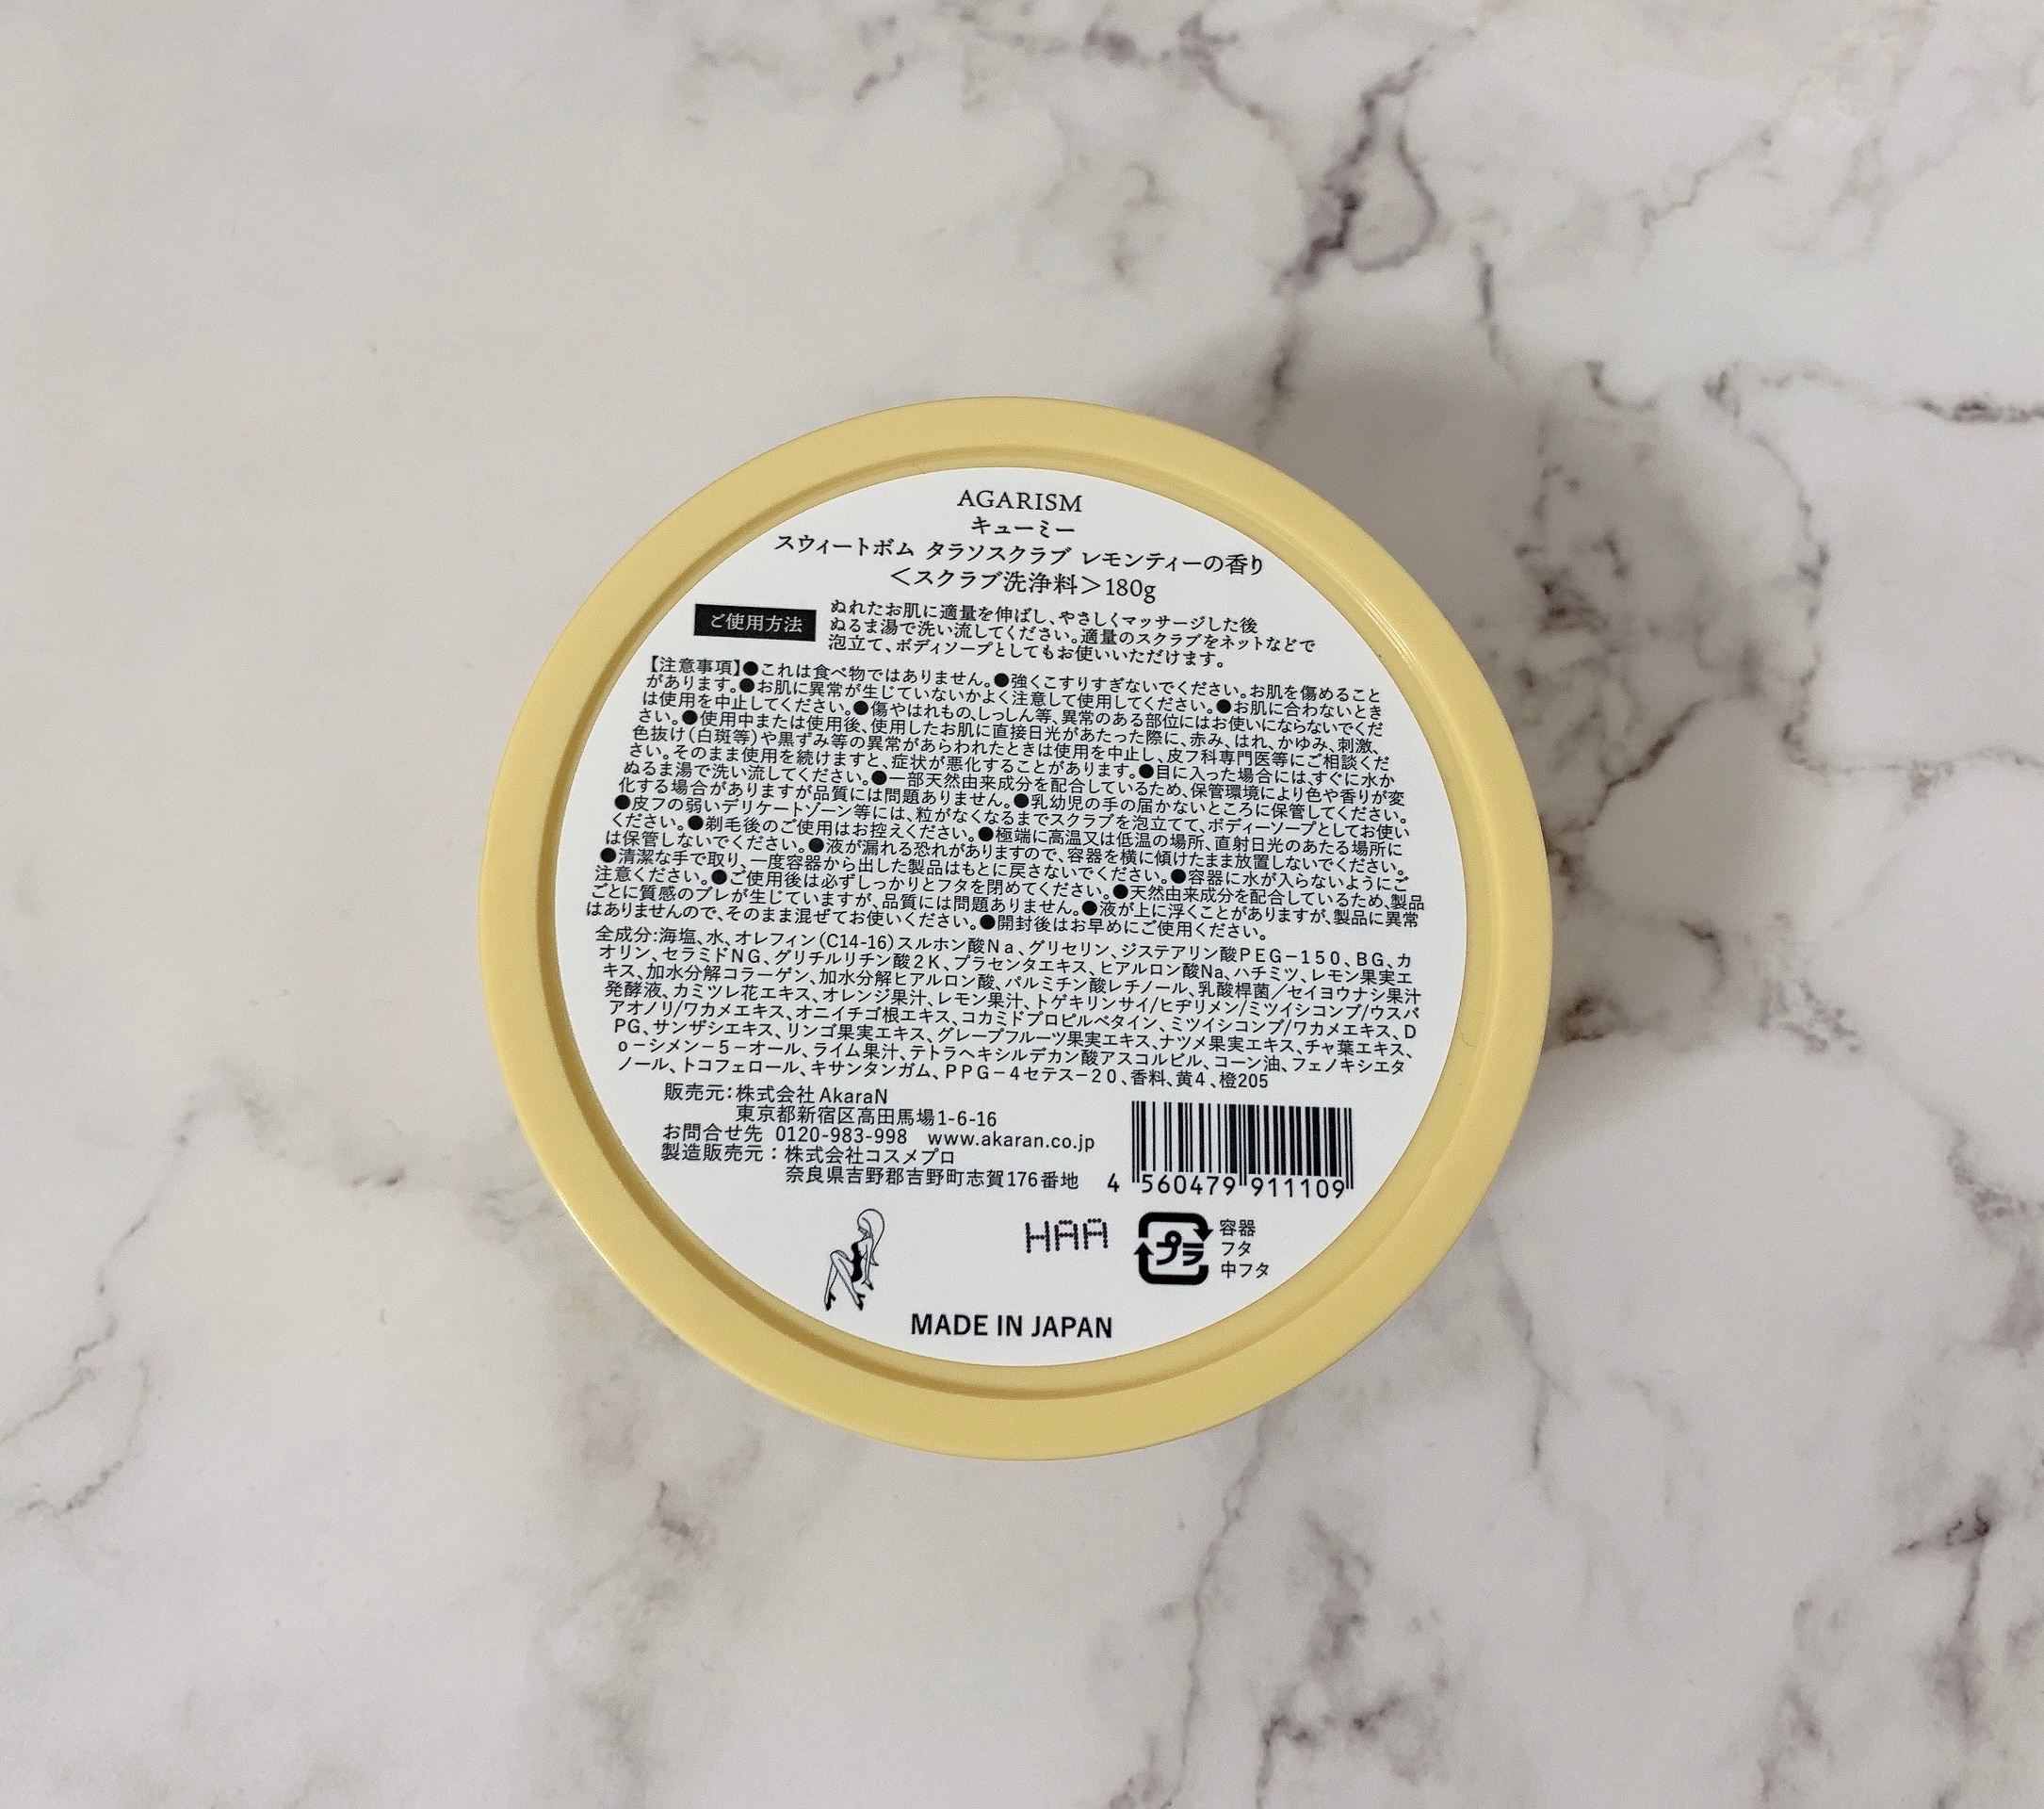 AGARISM
キューミー
スウィートボム タラソスクラブ レモンティーの香り
＜スクラブ洗浄料＞180g
ご使用方法
ぬれたお肌に適量を伸ばし、やさしくマッサージした後
ぬるま湯で洗い流してください。適量のスクラブをネットなどで
泡立て、ボディソープとしてもお使いいただけます。
【注意事項】●これは食べ物ではありません。●強くこすりすぎないでください。お肌を傷めること
があります。●お肌に異常が生じていないかよく注意して使用してください。●お肌に合わないとき
は使用を中止してください。●傷やはれもの、しっしん等、異常のある部位にはお使いにならないでくだ
さい。●使用中または使用後、使用したお肌に直接日光があたった際に、赤み、はれ、かゆみ、刺激、
色抜け（白斑等）や黒ずみ等の異常があらわれたときは使用を中止し、皮フ科専門医等にご相談くだ
さい。そのまま使用を続けますと、症状が悪化することがあります。●目に入った場合には、すぐに水か
ぬるま湯で洗い流してください。●一部天然由来成分を配合しているため、保管環境により色や香りが変
化する場合がありますが品質には問題ありません。●乳幼児の手の届かないところに保管してください。
●皮フの弱いデリケートゾーン等には、粒がなくなるまでスクラブを泡立てて、ボディーソープとしてお使い
ください。●剃毛後のご使用はお控えください。●極端に高温又は低温の場所、直射日光のあたる場所に
は保管しないでください。●液が漏れる恐れがありますので、容器を横に傾けたまま放置しないでください。
●清潔な手で取り、一度容器から出した製品はもとに戻さないでください。●容器に水が入らないようにご
注意ください。●ご使用後は必ずしっかりとフタを閉めてください。●天然由来成分を配合しているため、製品
ごとに質感のブレが生じていますが、品質には問題ありません。●液が上に浮くことがありますが、製品に異常
はありませんので、そのまま混ぜてお使いください。●開封後はお早めにご使用ください。
全成分:海塩、水、オレフィン（C14-16）スルホン酸Na、グリセリン、ジステアリン酸PEG－150、BG、カ
オリン、セラミドNG、グリチルリチン酸2K、プラセンタエキス、ヒアルロン酸Na、ハチミツ、レモン果実エ
キス、加水分解コラーゲン、加水分解ヒアルロン酸、パルミチン酸レチノール、乳酸桿菌／セイヨウナシ果汁
発酵液、カミツレ花エキス、オレンジ果汁、レモン果汁、トゲキリンサイ/ヒヂリメン/ミツイシコンブ/ウスバ
アオノリ/ワカメエキス、オニイチゴ根エキス、コカミドプロピルベタイン、ミツイシコンブ/ワカメエキス、D
PG、サンザシエキス、リンゴ果実エキス、グレープフルーツ果実エキス、ナツメ果実エキス、チャ葉エキス、
o－シメン－5－オール、ライム果汁、テトラヘキシルデカン酸アスコルビル、コーン油、フェノキシエタ
ノール、トコフェロール、キサンタンガム、PPG－4セテス－20、香料、黄4、橙205
販売元：株式会社 AkaraN
東京都新宿区高田馬場1-6-16
お問合せ先 0120-983-998 www.akaran.co.jp
製造販売元：株式会社コスメプロ
奈良県吉野郡吉野町志賀176番地
4 560479 911109
HAA
プラ
容器
フタ
中フタ
MADE IN JAPAN